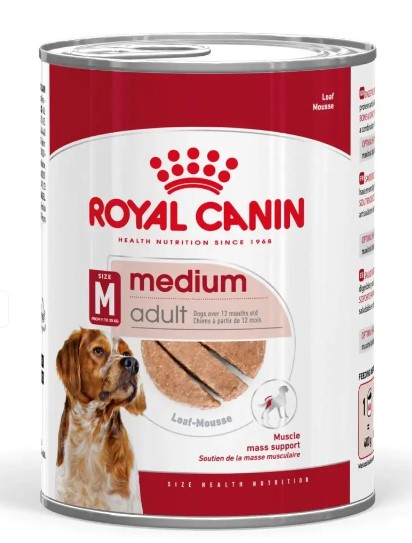 Loaf
Mousse
ROYAL CANIN
HEALTH NUTRITION SINCE 1968
SIZE
M
medium
adult
Dogs over 12 months old
Chiens à partir de 12 mois
Loaf-Mousse
Muscle
mass support
Soutien de la masse musculaire
SIZE HEALTH NUTRITION